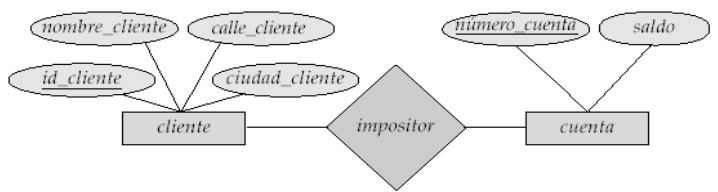 nombre_cliente
calle_cliente
número_cuenta
saldo
id_cliente
ciudad_cliente
cliente
impositor
cuenta